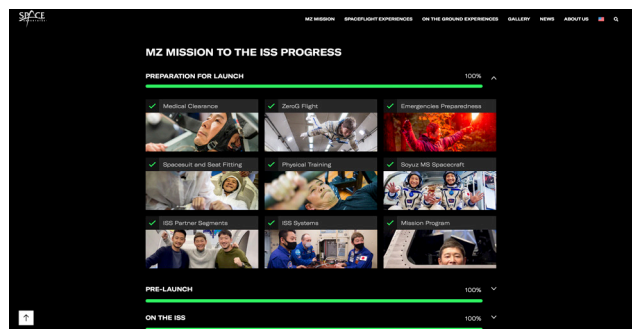 SPACE
MZ MISSION SPACEFLIGHT EXPERIENCES ON THE GROUND EXPERIENCES GALLERY NEWS ABOUT US
MZ MISSION TO THE ISS PROGRESS
PREPARATION FOR LAUNCH 100%
Medical Clearance ZeroG Flight Emergencies Preparedness
Spacesuit and Seat Fitting Physical Training Soyuz MS Spacecraft
ISS Partner Segments ISS Systems Mission Program
PRE-LAUNCH 100%
ON THE ISS 100%